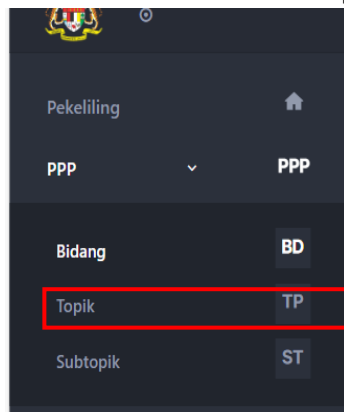 Pekeliling
PPP PPP
Bidang BD
Topik TP
Subtopik ST